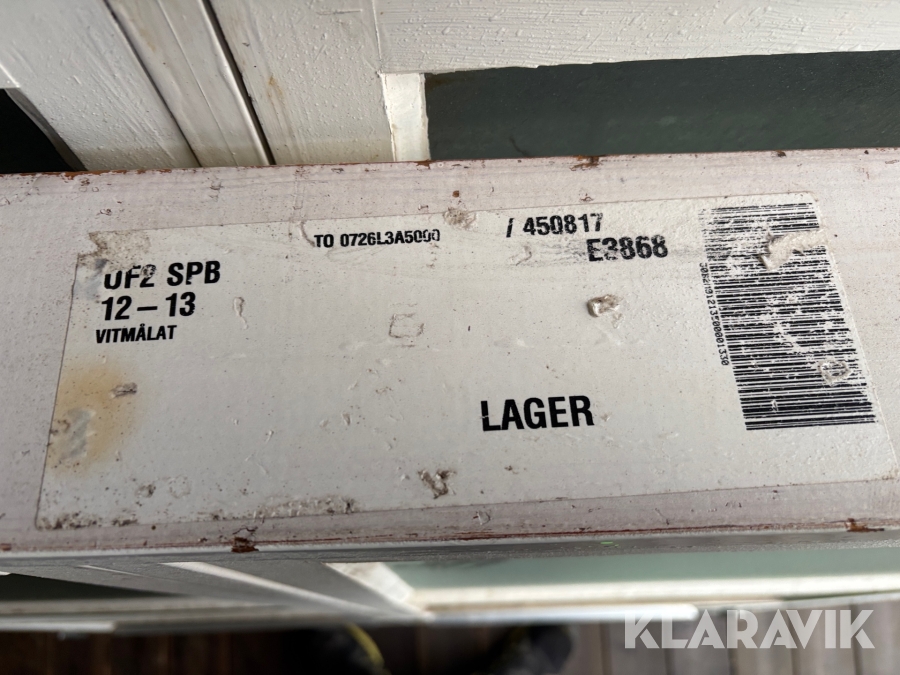 TO 0726L3A5000 / 450817
E3868
UF2 SPB
12-13
VITMÅLAT
LAGER
KLARAVIK